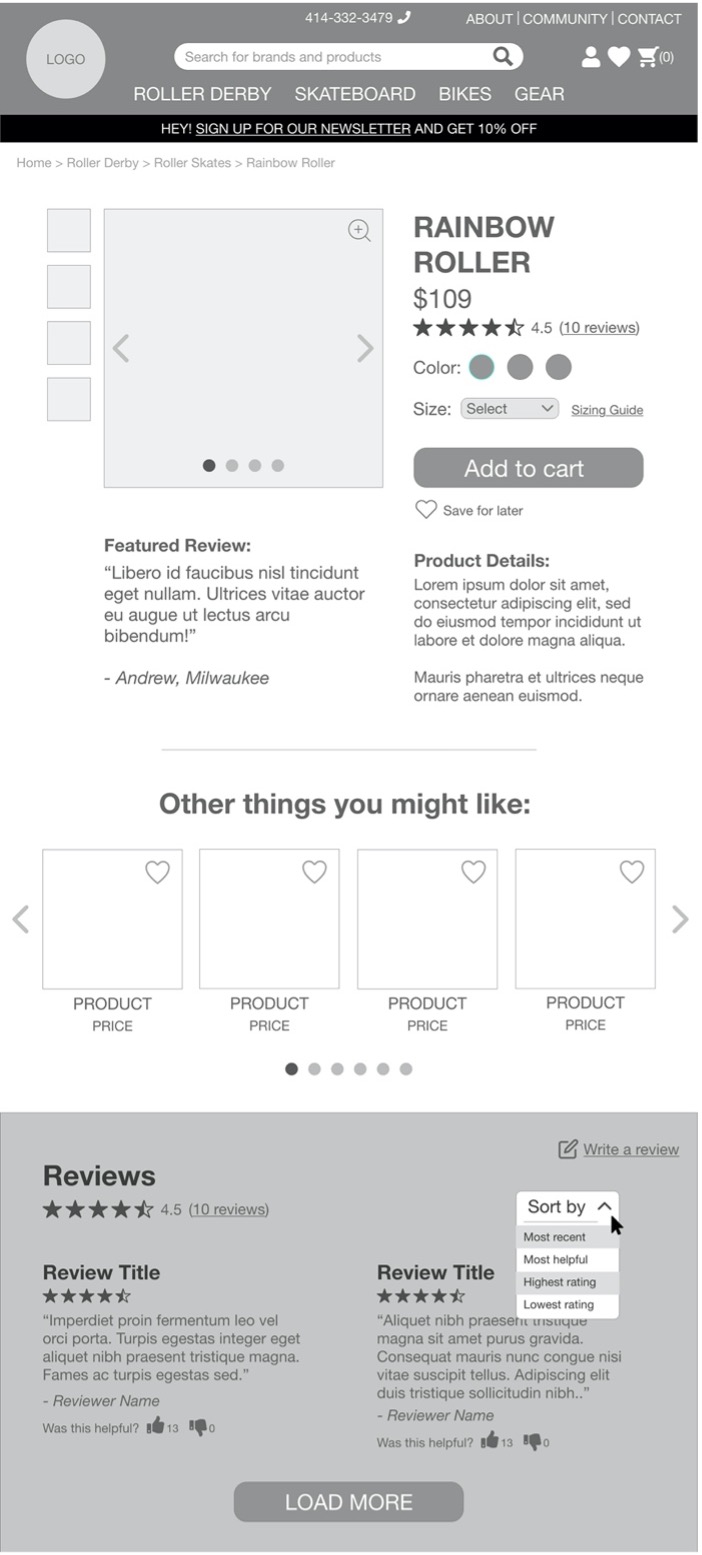 414-332-3479
ABOUT | COMMUNITY | CONTACT
LOGO
Search for brands and products
(0)
ROLLER DERBY SKATEBOARD BIKES GEAR
HEY! SIGN UP FOR OUR NEWSLETTER AND GET 10% OFF
Home > Roller Derby > Roller Skates > Rainbow Roller
RAINBOW
ROLLER
$109
4.5 (10 reviews)
Color:
Size: Select Sizing Guide
Add to cart
Save for later
Featured Review:
“Libero id faucibus nisl tincidunt
eget nullam. Ultrices vitae auctor
eu augue ut lectus arcu
bibendum!”
- Andrew, Milwaukee
Product Details:
Lorem ipsum dolor sit amet,
consectetur adipiscing elit, sed
do eiusmod tempor incididunt ut
labore et dolore magna aliqua.
Mauris pharetra et ultrices neque
ornare aenean euismod.
Other things you might like:
PRODUCT
PRICE
PRODUCT
PRICE
PRODUCT
PRICE
PRODUCT
PRICE
Write a review
Reviews
4.5 (10 reviews)
Sort by
Most recent
Most helpful
Highest rating
Lowest rating
Review Title
“Imperdiet proin fermentum leo vel
orci porta. Turpis egestas integer eget
aliquet nibh praesent tristique magna.
Fames ac turpis egestas sed.”
- Reviewer Name
Was this helpful? 13 0
Review Title
“Aliquet nibh praesent tristique
magna sit amet purus gravida.
Consequat mauris nunc congue nisi
vitae suscipit tellus. Adipiscing elit
duis tristique sollicitudin nibh..”
- Reviewer Name
Was this helpful? 13 0
LOAD MORE